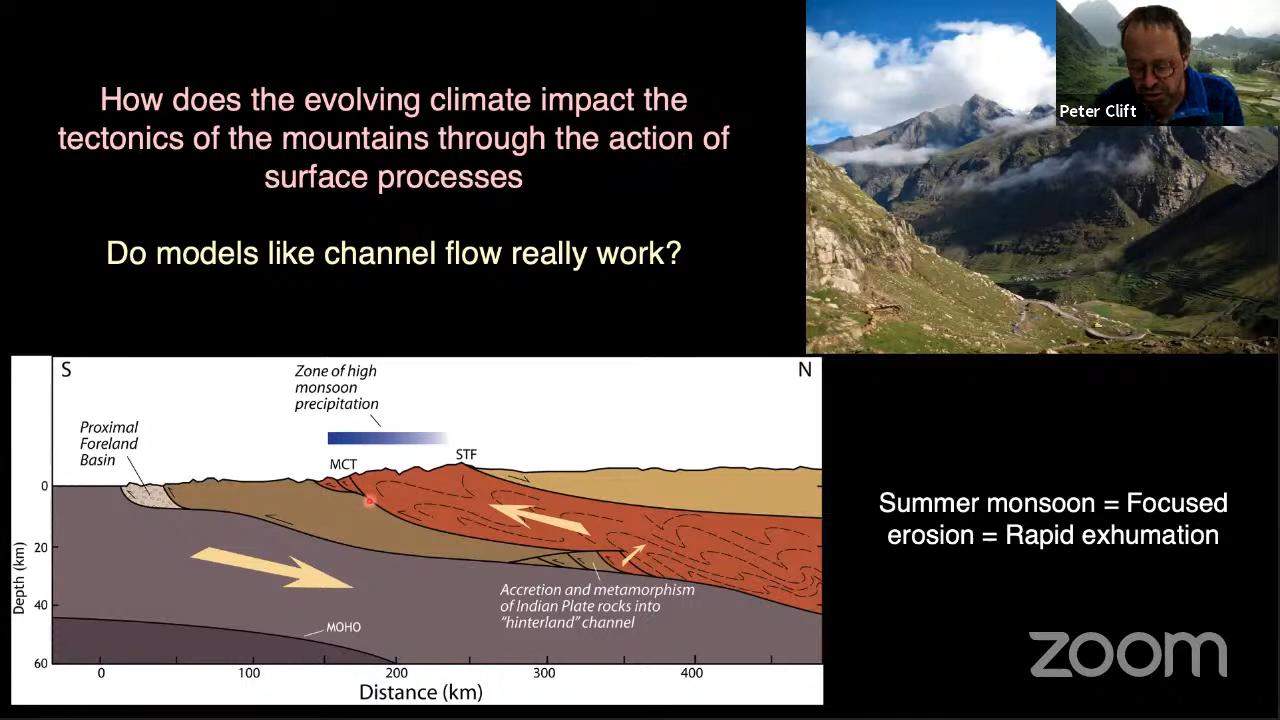 How does the evolving climate impact the
tectonics of the mountains through the action of
surface processes
Do models like channel flow really work?
Peter Clift
S
N
Zone of high
monsoon
precipitation
Proximal
Foreland
Basin
MCT
STF
0
20
40
60
Depth (km)
Accretion and metamorphism
of Indian Plate rocks into
"hinterland" channel
MOHO
0
100
200
300
400
Distance (km)
Summer monsoon = Focused
erosion = Rapid exhumation
zoom